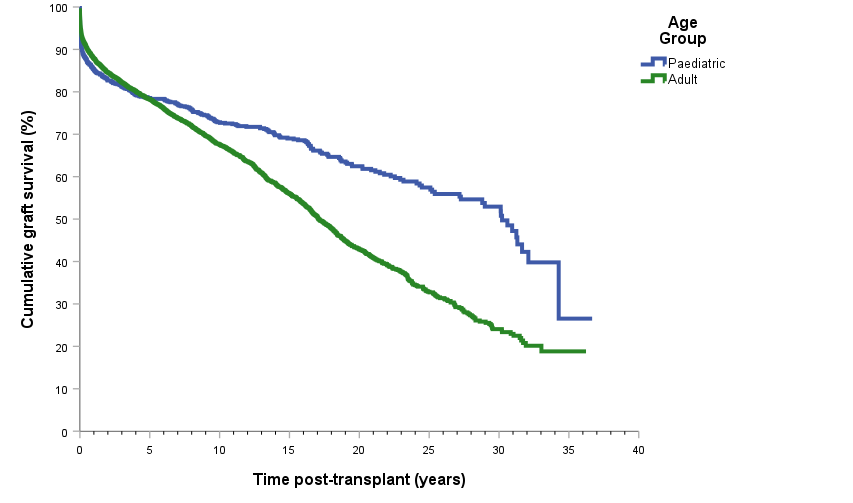 Age
Group
Paediatric
Adult
Cumulative graft survival (%)
100
90
80
70
60
50
40
30
20
10
0
0 5 10 15 20 25 30 35 40
Time post-transplant (years)